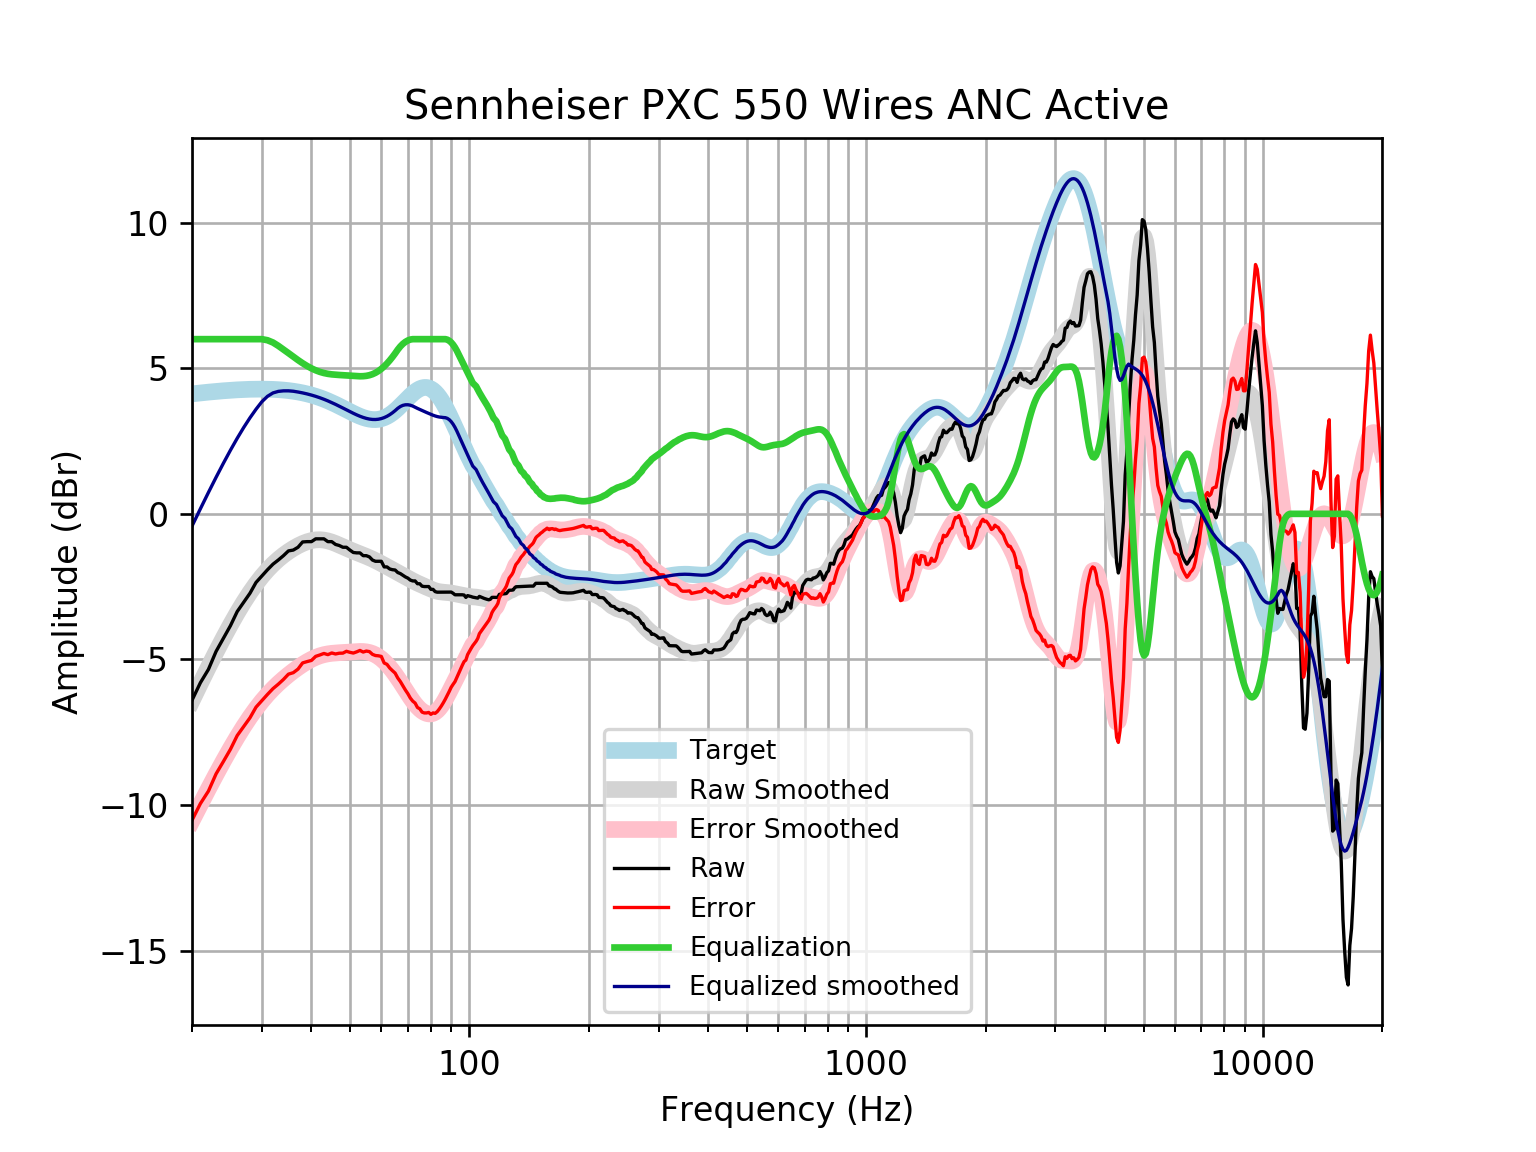 Sennheiser PXC 550 Wires ANC Active
Amplitude (dBr)
10
5
0
−5
−10
−15
Target
Raw Smoothed
Error Smoothed
Raw
Error
Equalization
Equalized smoothed
100
1000
10000
Frequency (Hz)